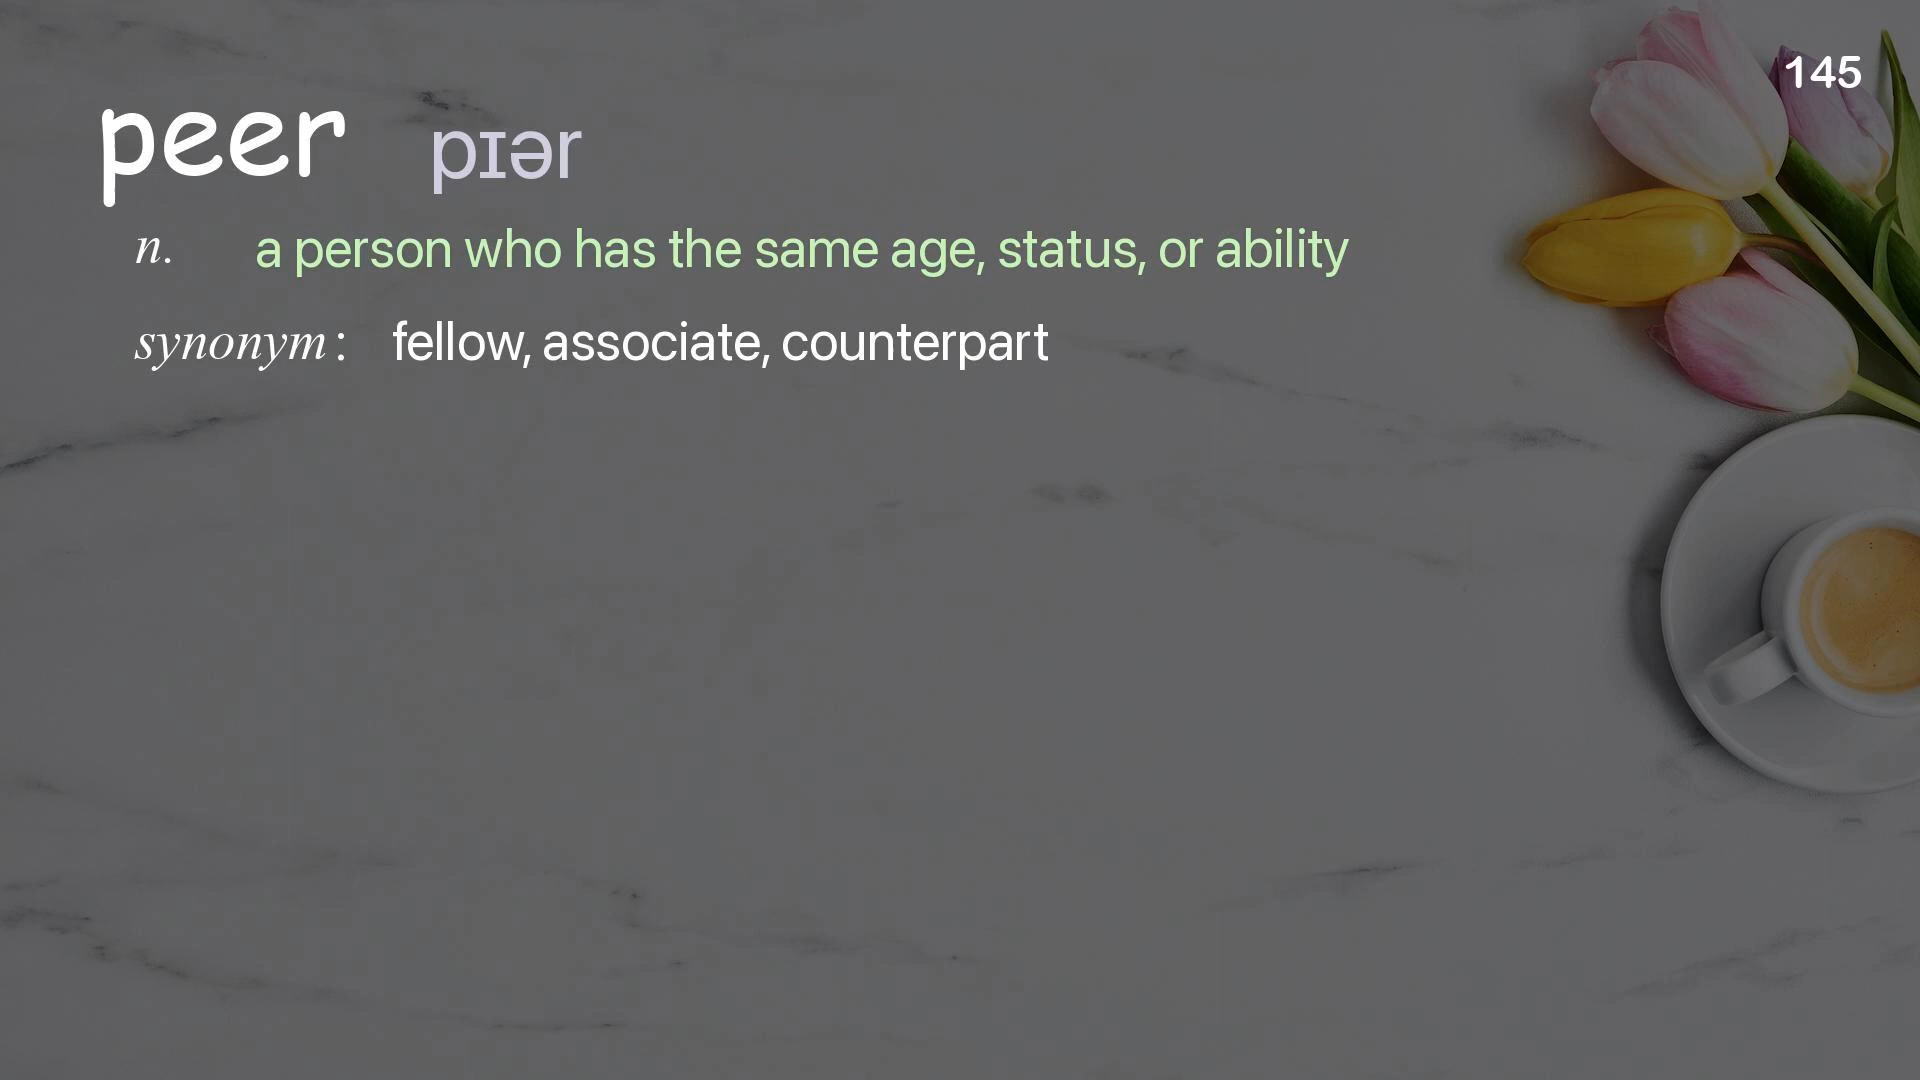 145
peer pɪər
n. a person who has the same age, status, or ability
synonym: fellow, associate, counterpart